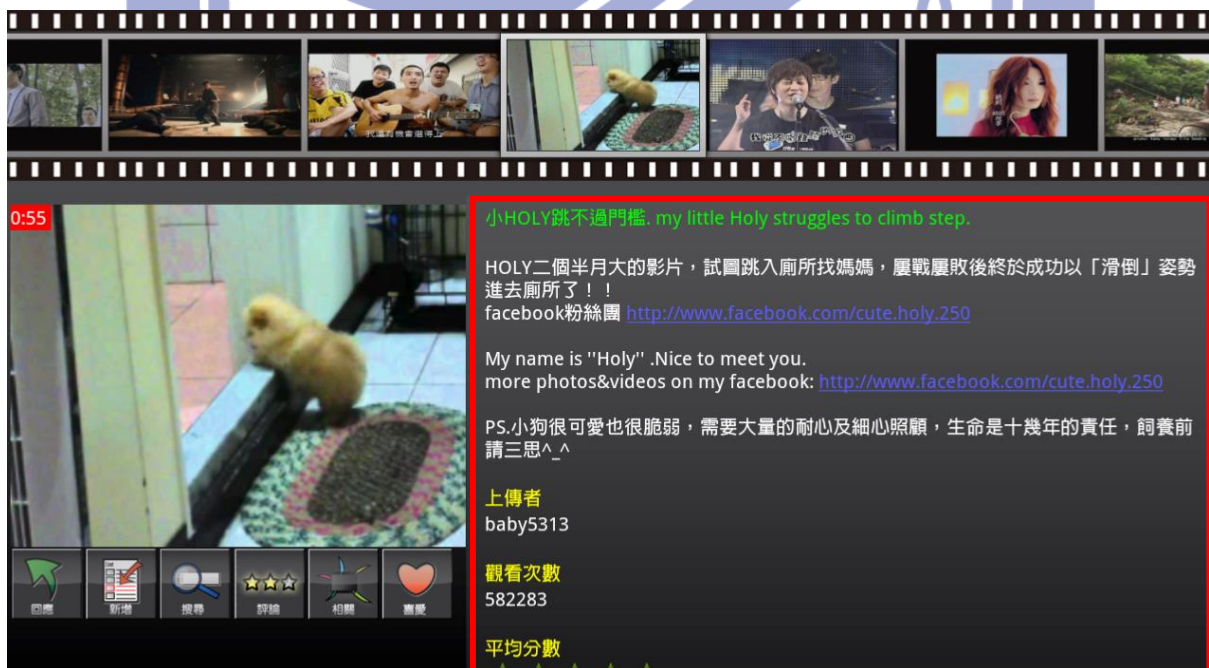 我還有機會追得上
0:55
小HOLY跳不過門檻. my little Holy struggles to climb step.
HOLY二個半月大的影片，試圖跳入廁所找媽媽，屢戰屢敗後終於成功以「滑倒」姿勢
進去廁所了！！
facebook粉絲團 http://www.facebook.com/cute.holy.250
My name is ''Holy'' .Nice to meet you.
more photos&videos on my facebook: http://www.facebook.com/cute.holy.250
PS.小狗很可愛也很脆弱，需要大量的耐心及細心照顧，生命是十幾年的責任，飼養前
請三思^_^
上傳者
baby5313
觀看次數
582283
平均分數
回應
新增
搜尋
評論
相關
喜愛